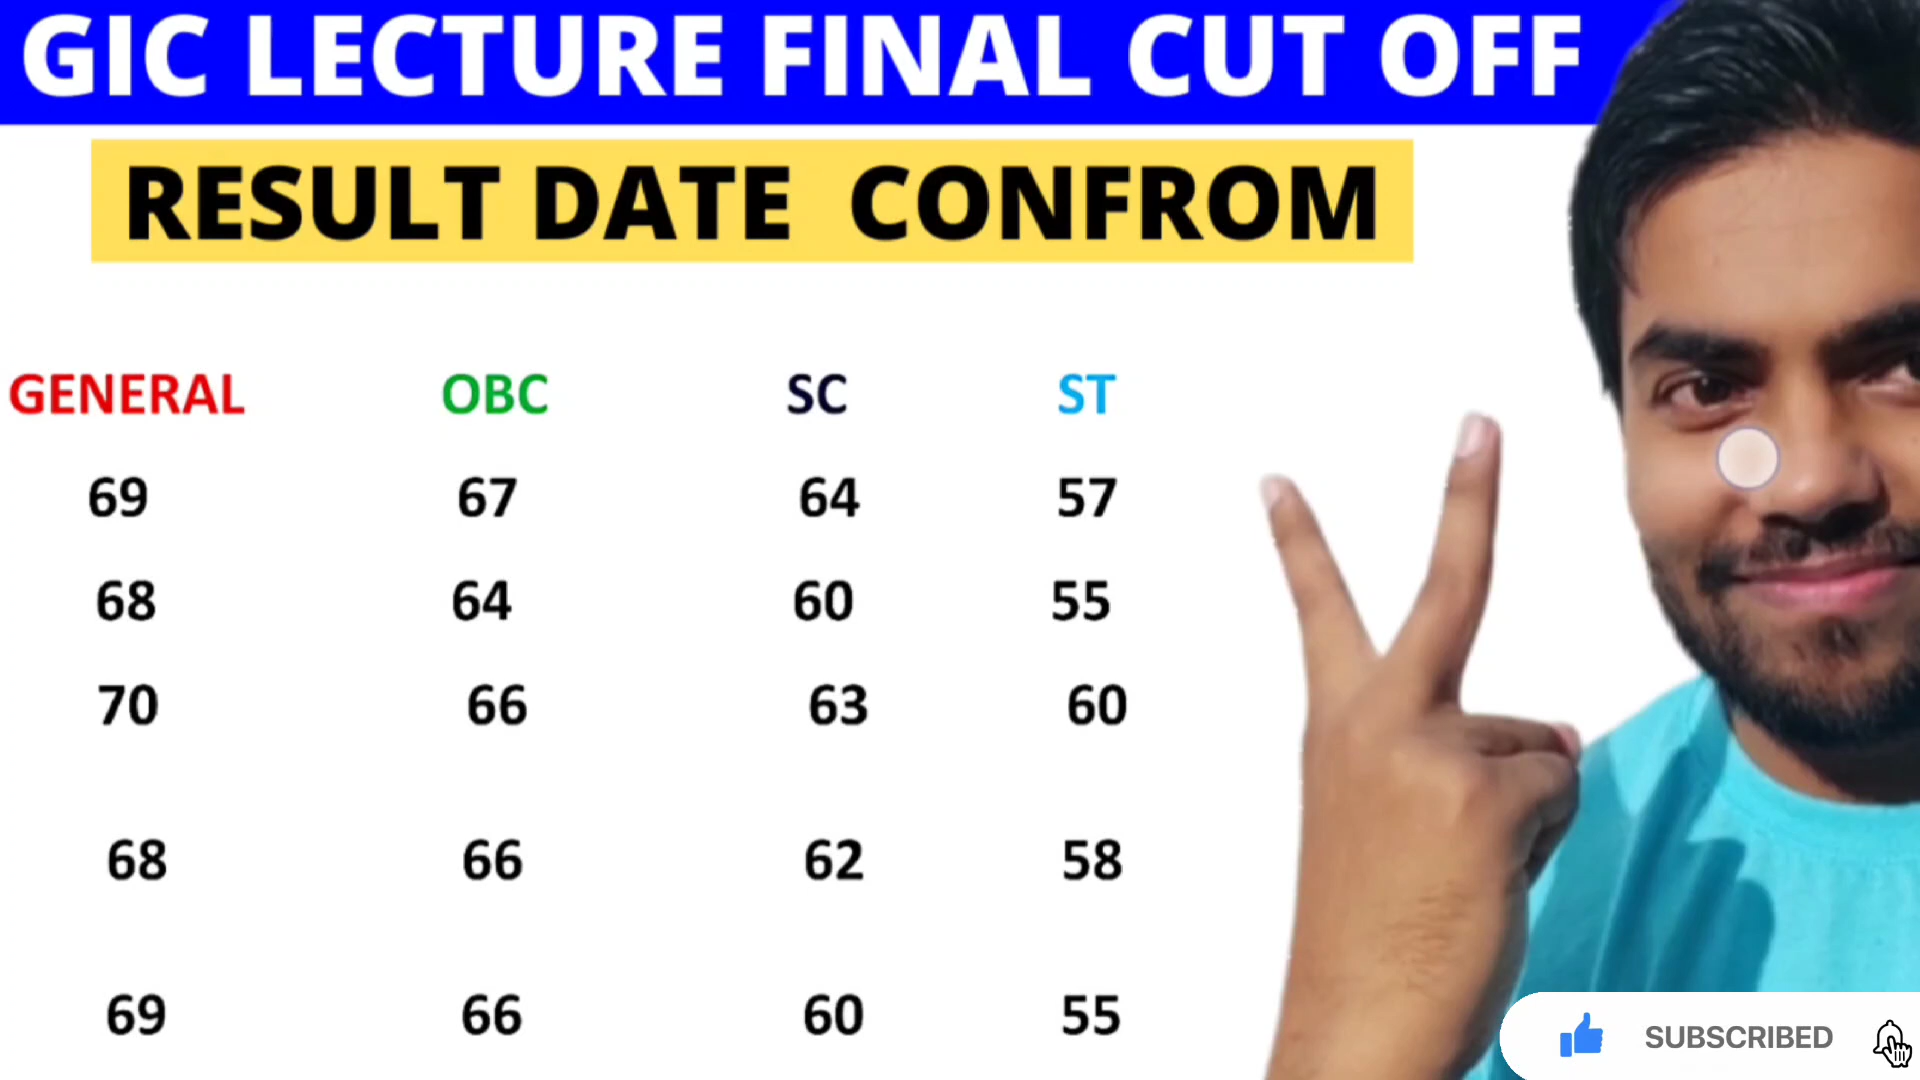 GIC LECTURE FINAL CUT OFF
RESULT DATE CONFROM
GENERAL OBC SC ST
69 67 64 57
68 64 60 55
70 66 63 60
68 66 62 58
69 66 60 55
SUBSCRIBED